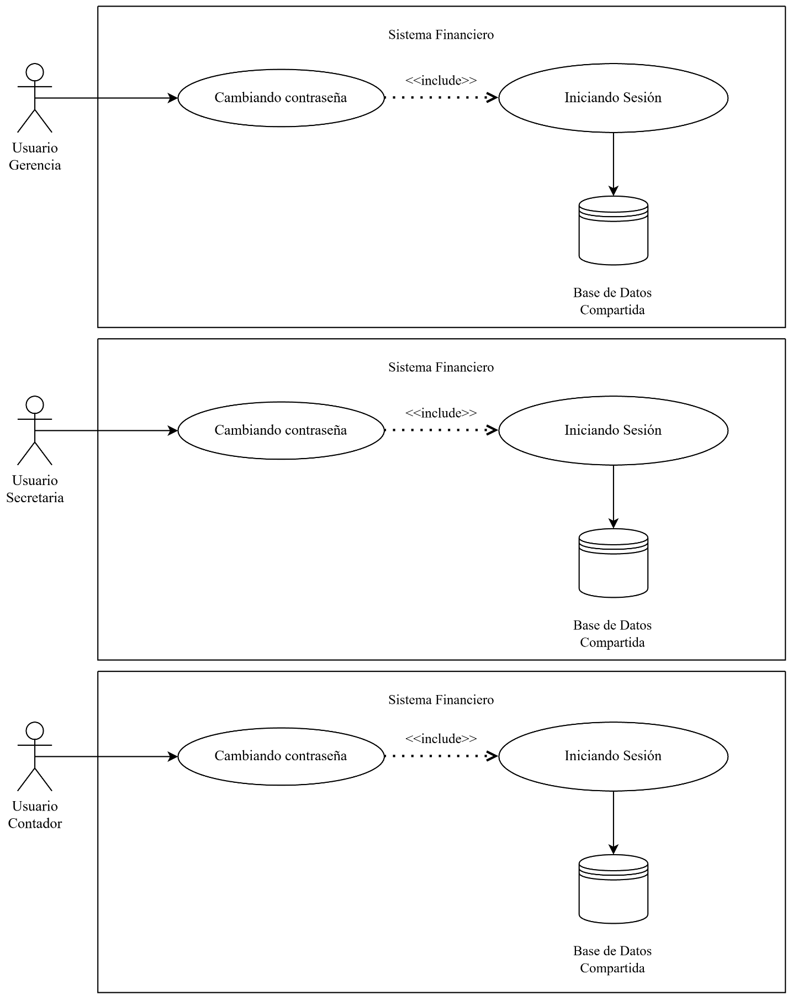 Sistema Financiero
<<include>>
Cambiando contraseña
Iniciando Sesión
Usuario
Gerencia
Base de Datos
Compartida
Sistema Financiero
<<include>>
Cambiando contraseña
Iniciando Sesión
Usuario
Secretaria
Base de Datos
Compartida
Sistema Financiero
<<include>>
Cambiando contraseña
Iniciando Sesión
Usuario
Contador
Base de Datos
Compartida